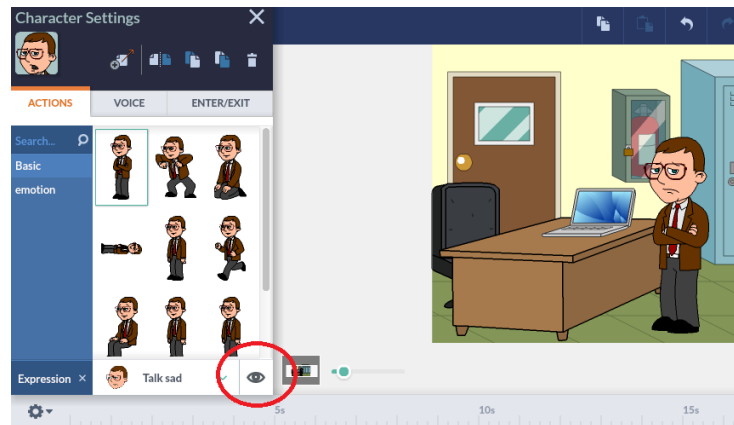 Character Settings
ACTIONS VOICE ENTER/EXIT
Search...
Basic
emotion
Expression × Talk sad
5s 10s 15s